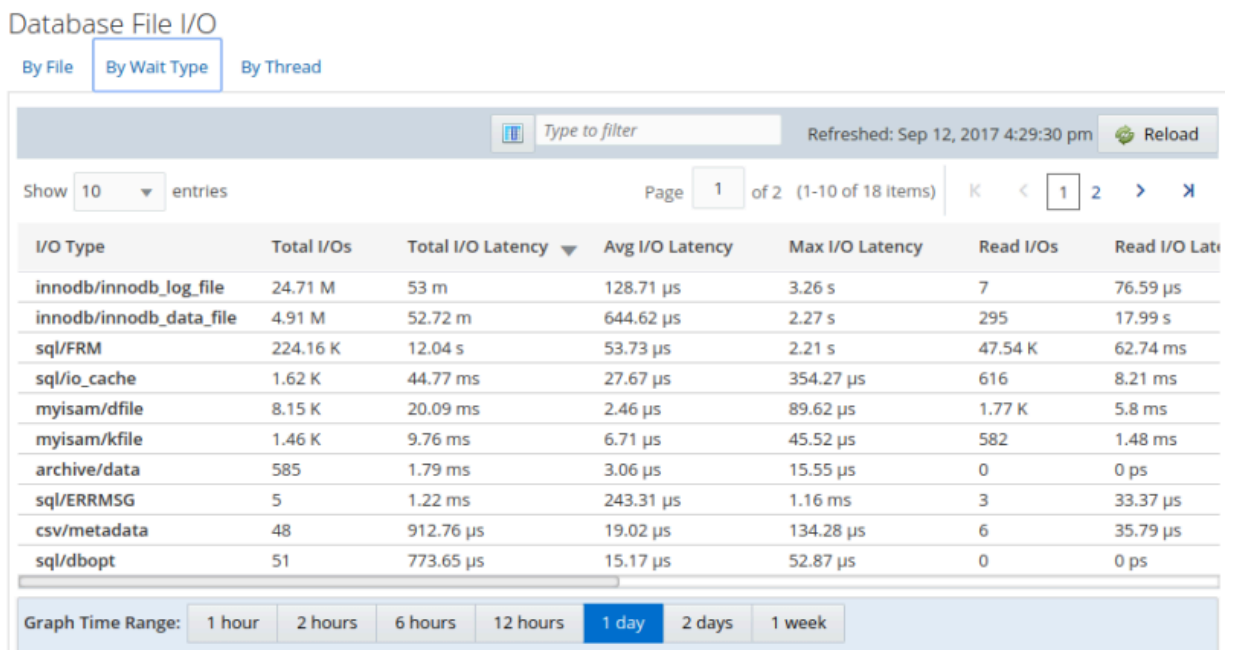 Database File I/O
By File By Wait Type By Thread
Type to filter Refreshed: Sep 12, 2017 4:29:30 pm Reload
Show 10 entries Page 1 of 2 (1-10 of 18 items) 1 2
I/O Type Total I/Os Total I/O Latency Avg I/O Latency Max I/O Latency Read I/Os Read I/O Late
innodb/innodb_log_file 24.71 M 53 m 128.71 µs 3.26 s 7 76.59 µs
innodb/innodb_data_file 4.91 M 52.72 m 644.62 µs 2.27 s 295 17.99 s
sql/FRM 224.16 K 12.04 s 53.73 µs 2.21 s 47.54 K 62.74 ms
sql/io_cache 1.62 K 44.77 ms 27.67 µs 354.27 µs 616 8.21 ms
myisam/dfile 8.15 K 20.09 ms 2.46 µs 89.62 µs 1.77 K 5.8 ms
myisam/kfile 1.46 K 9.76 ms 6.71 µs 45.52 µs 582 1.48 ms
archive/data 585 1.79 ms 3.06 µs 15.55 µs 0 0 ps
sql/ERRMSG 5 1.22 ms 243.31 µs 1.16 ms 3 33.37 µs
csv/metadata 48 912.76 µs 19.02 µs 134.28 µs 6 35.79 µs
sql/dbopt 51 773.65 µs 15.17 µs 52.87 µs 0 0 ps
Graph Time Range: 1 hour 2 hours 6 hours 12 hours 1 day 2 days 1 week